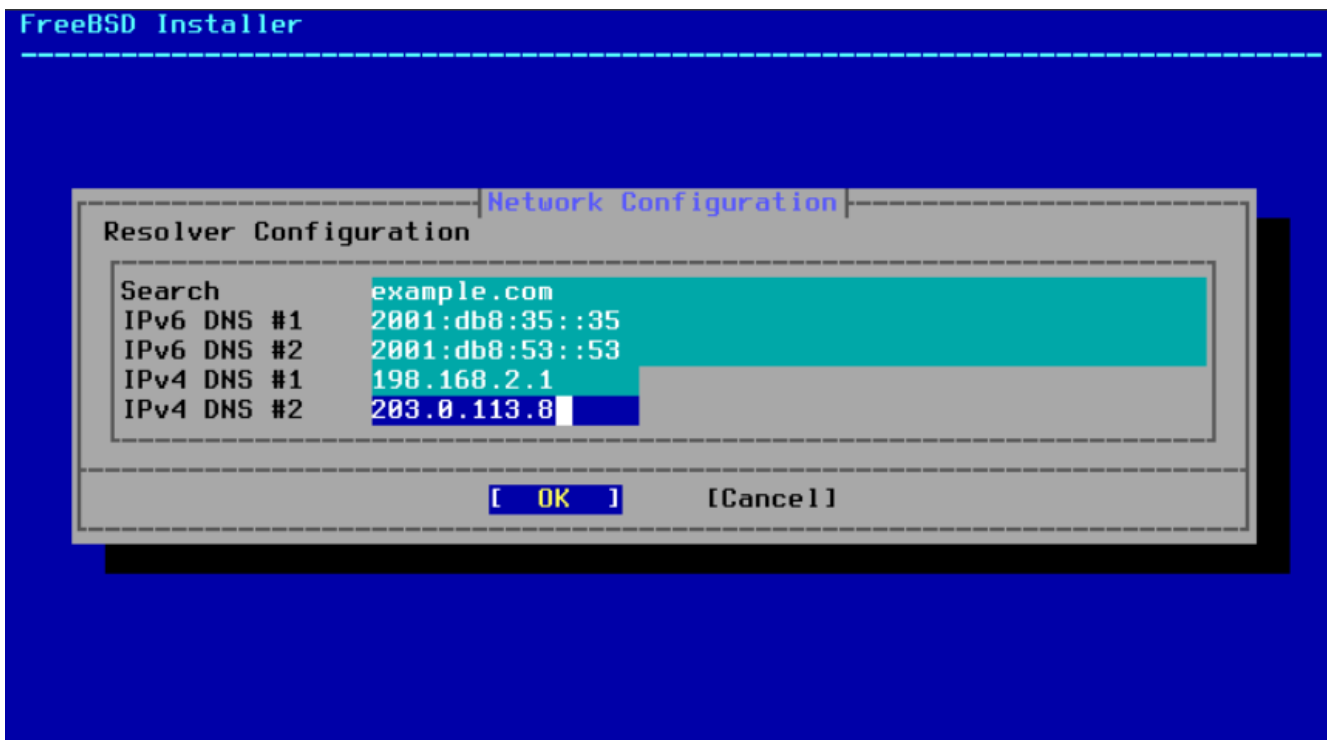 FreeBSD Installer
Network Configuration
Resolver Configuration
Search example.com
IPv6 DNS #1 2001:db8:35::35
IPv6 DNS #2 2001:db8:53::53
IPv4 DNS #1 198.168.2.1
IPv4 DNS #2 203.0.113.8
[ OK ] [Cancel]